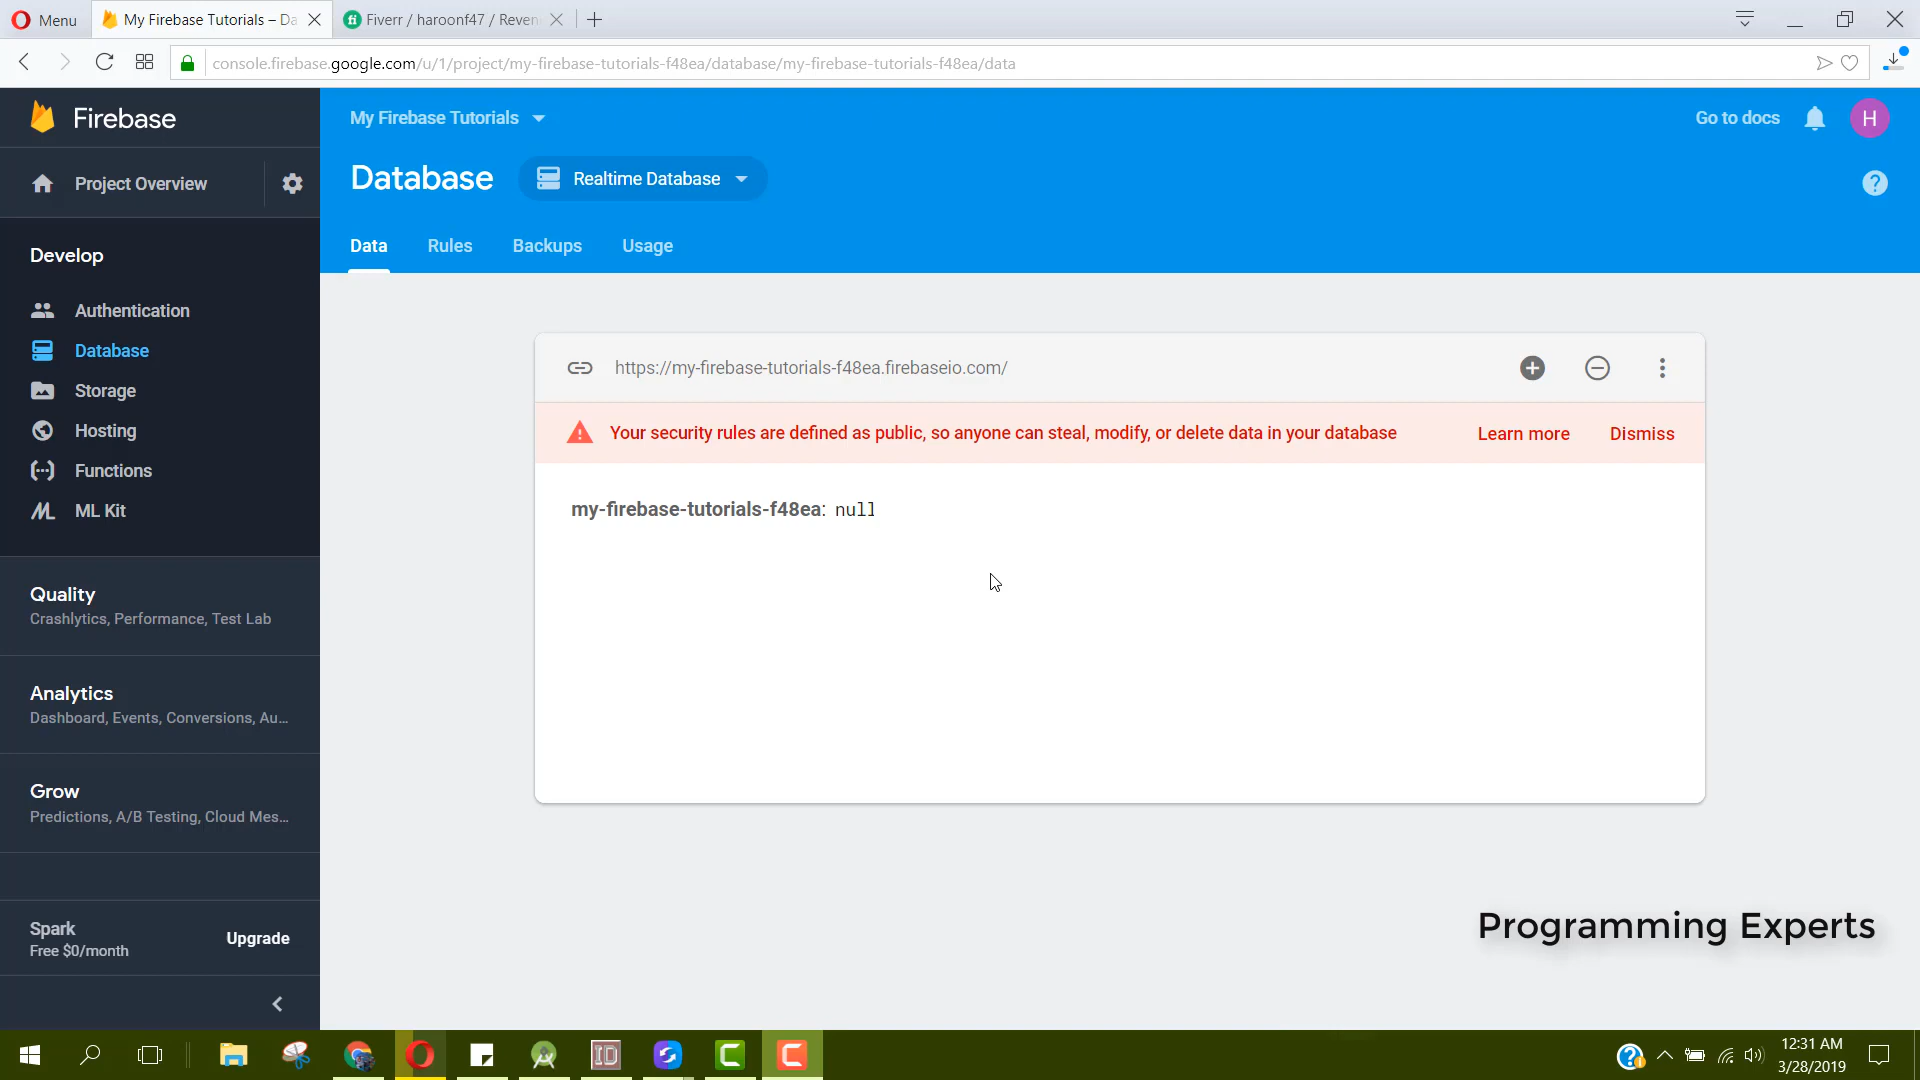 Menu
My Firebase Tutorials – Da
Fiverr / haroonf47 / Reven
console.firebase.google.com/u/1/project/my-firebase-tutorials-f48ea/database/my-firebase-tutorials-f48ea/data
Firebase
My Firebase Tutorials
Go to docs
H
Project Overview
Database
Realtime Database
?
Data
Rules
Backups
Usage
Develop
Authentication
Database
Storage
Hosting
Functions
ML Kit
https://my-firebase-tutorials-f48ea.firebaseio.com/
Your security rules are defined as public, so anyone can steal, modify, or delete data in your database
Learn more
Dismiss
my-firebase-tutorials-f48ea: null
Quality
Crashlytics, Performance, Test Lab
Analytics
Dashboard, Events, Conversions, Au...
Grow
Predictions, A/B Testing, Cloud Mes...
Spark
Free $0/month
Upgrade
Programming Experts
12:31 AM
3/28/2019